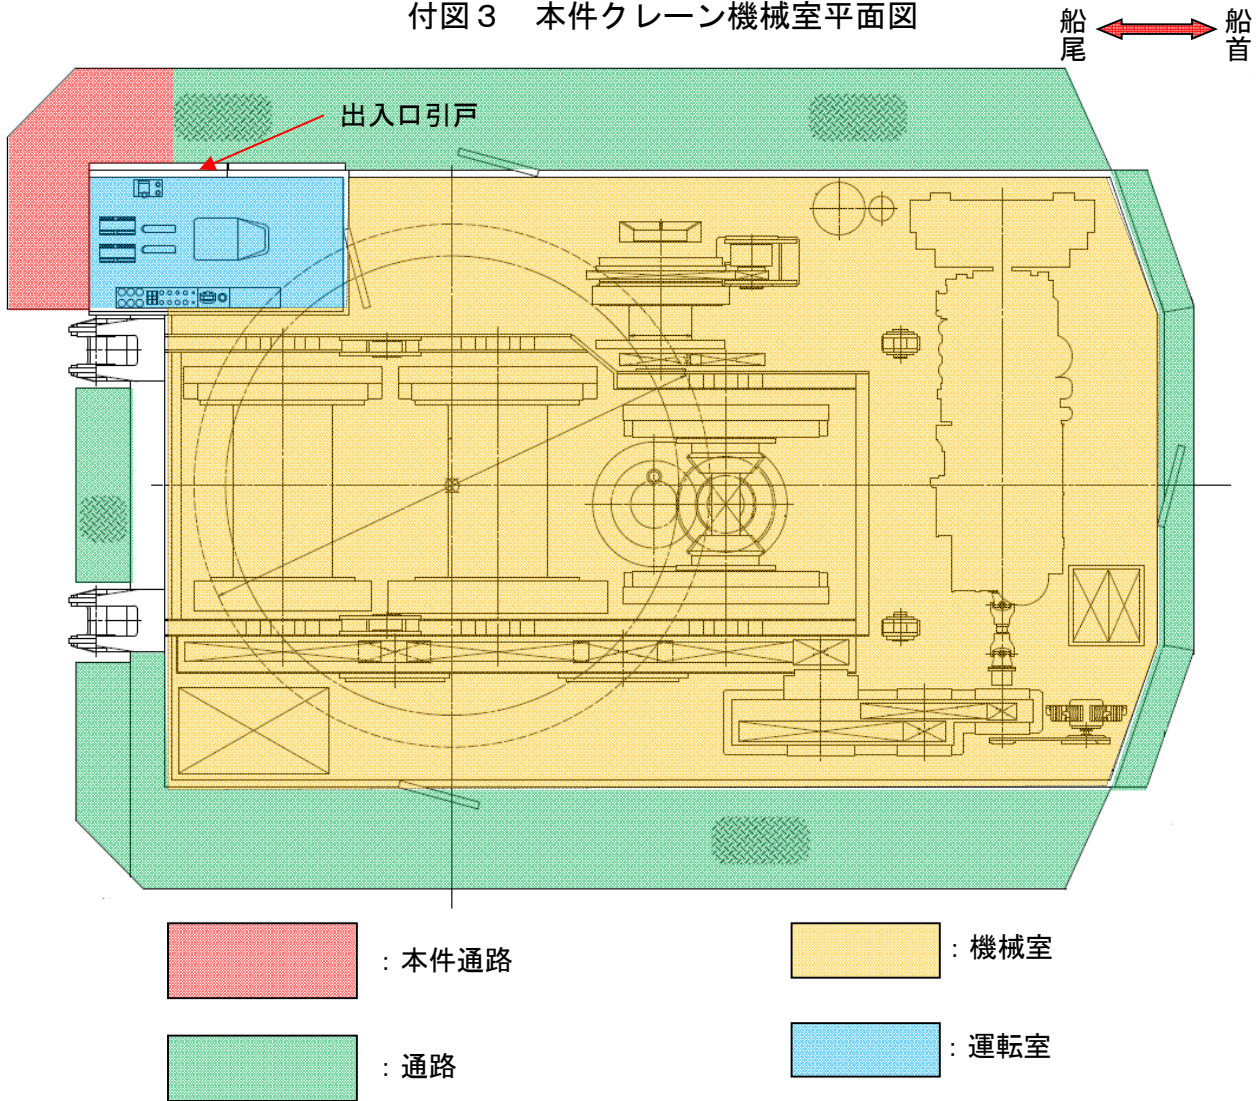 付図３　本件クレーン機械室平面図
船尾
船首
出入口引戸
：本件通路
：機械室
：通路
：運転室